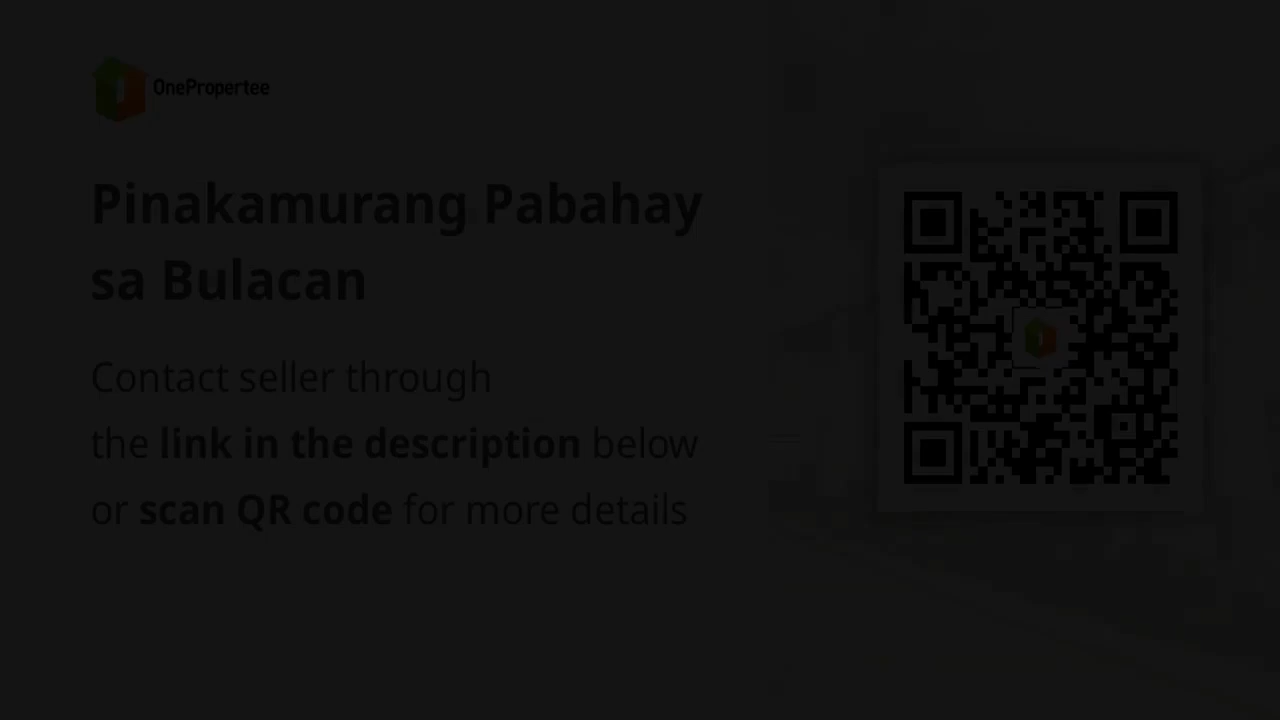 OnePropertee
Pinakamurang Pabahay
sa Bulacan
Contact seller through
the link in the description below
or scan QR code for more details